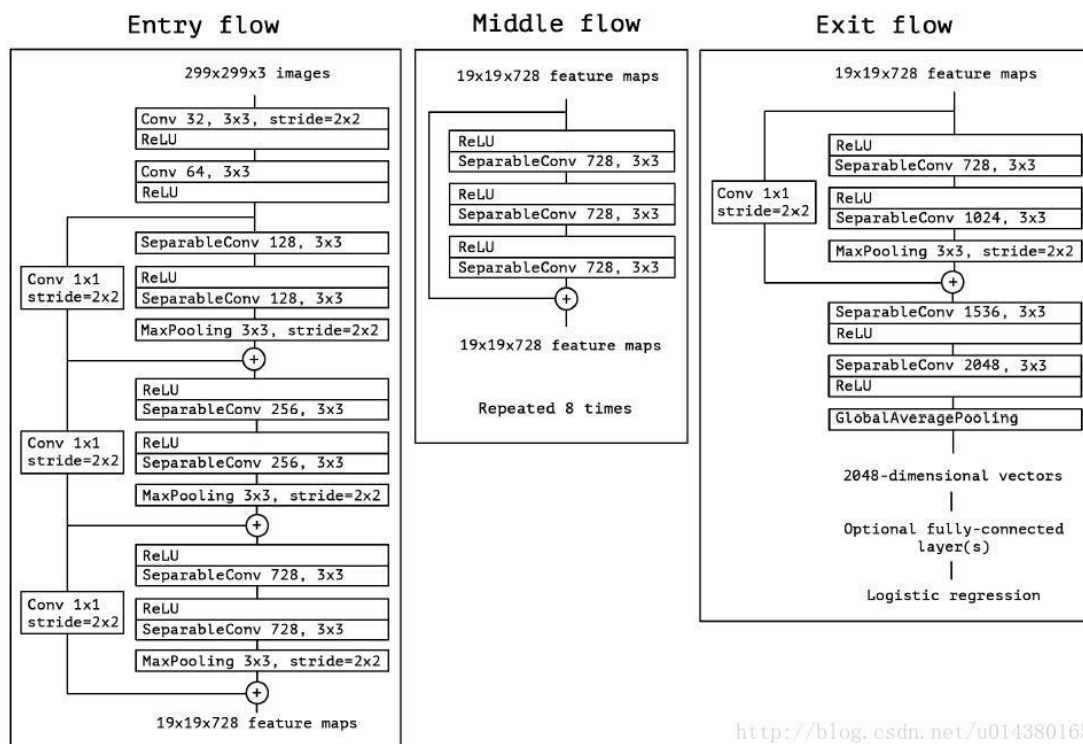 Entry flow
299x299x3 images
Conv 32, 3x3, stride=2x2
ReLU
Conv 64, 3x3
ReLU
SeparableConv 128, 3x3
Conv 1x1
stride=2x2
ReLU
SeparableConv 128, 3x3
MaxPooling 3x3, stride=2x2
+
ReLU
SeparableConv 256, 3x3
Conv 1x1
stride=2x2
ReLU
SeparableConv 256, 3x3
MaxPooling 3x3, stride=2x2
+
ReLU
SeparableConv 728, 3x3
Conv 1x1
stride=2x2
ReLU
SeparableConv 728, 3x3
MaxPooling 3x3, stride=2x2
+
19x19x728 feature maps
Middle flow
19x19x728 feature maps
ReLU
SeparableConv 728, 3x3
ReLU
SeparableConv 728, 3x3
ReLU
SeparableConv 728, 3x3
+
19x19x728 feature maps
Repeated 8 times
Exit flow
19x19x728 feature maps
ReLU
SeparableConv 728, 3x3
Conv 1x1
stride=2x2
ReLU
SeparableConv 1024, 3x3
MaxPooling 3x3, stride=2x2
+
SeparableConv 1536, 3x3
ReLU
SeparableConv 2048, 3x3
ReLU
GlobalAveragePooling
2048-dimensional vectors
Optional fully-connected
layer(s)
Logistic regression